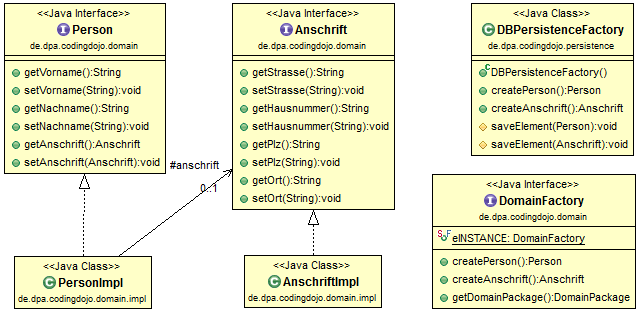 <<Java Interface>>
Person
de.dpa.codingdojo.domain
getVorname():String
setVorname(String):void
getNachname():String
setNachname(String):void
getAnschrift():Anschrift
setAnschrift(Anschrift):void
<<Java Interface>>
Anschrift
de.dpa.codingdojo.domain
getStrasse():String
setStrasse(String):void
getHausnummer():String
setHausnummer(String):void
getPlz():String
setPlz(String):void
getOrt():String
setOrt(String):void
<<Java Class>>
DBPersistenceFactory
de.dpa.codingdojo.persistence
DBPersistenceFactory()
createPerson():Person
createAnschrift():Anschrift
saveElement(Person):void
saveElement(Anschrift):void
#anschrift
0..1
<<Java Class>>
PersonImpl
de.dpa.codingdojo.domain.impl
<<Java Class>>
AnschriftImpl
de.dpa.codingdojo.domain.impl
<<Java Interface>>
DomainFactory
de.dpa.codingdojo.domain
eINSTANCE: DomainFactory
createPerson():Person
createAnschrift():Anschrift
getDomainPackage():DomainPackage